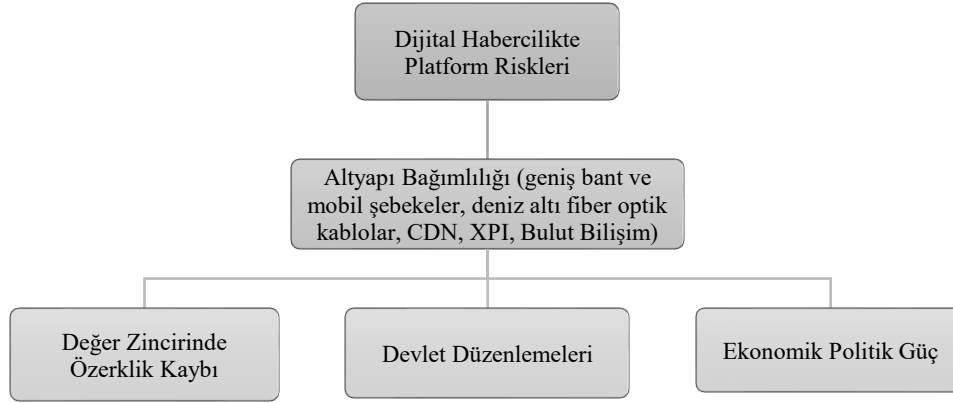 Dijital Habercilikte
Platform Riskleri
Altyapı Bağımlılığı (geniş bant ve
mobil şebekeler, deniz altı fiber optik
kablolar, CDN, XPI, Bulut Bilişim)
Değer Zincirinde
Özerklik Kaybı
Devlet Düzenlemeleri
Ekonomik Politik Güç